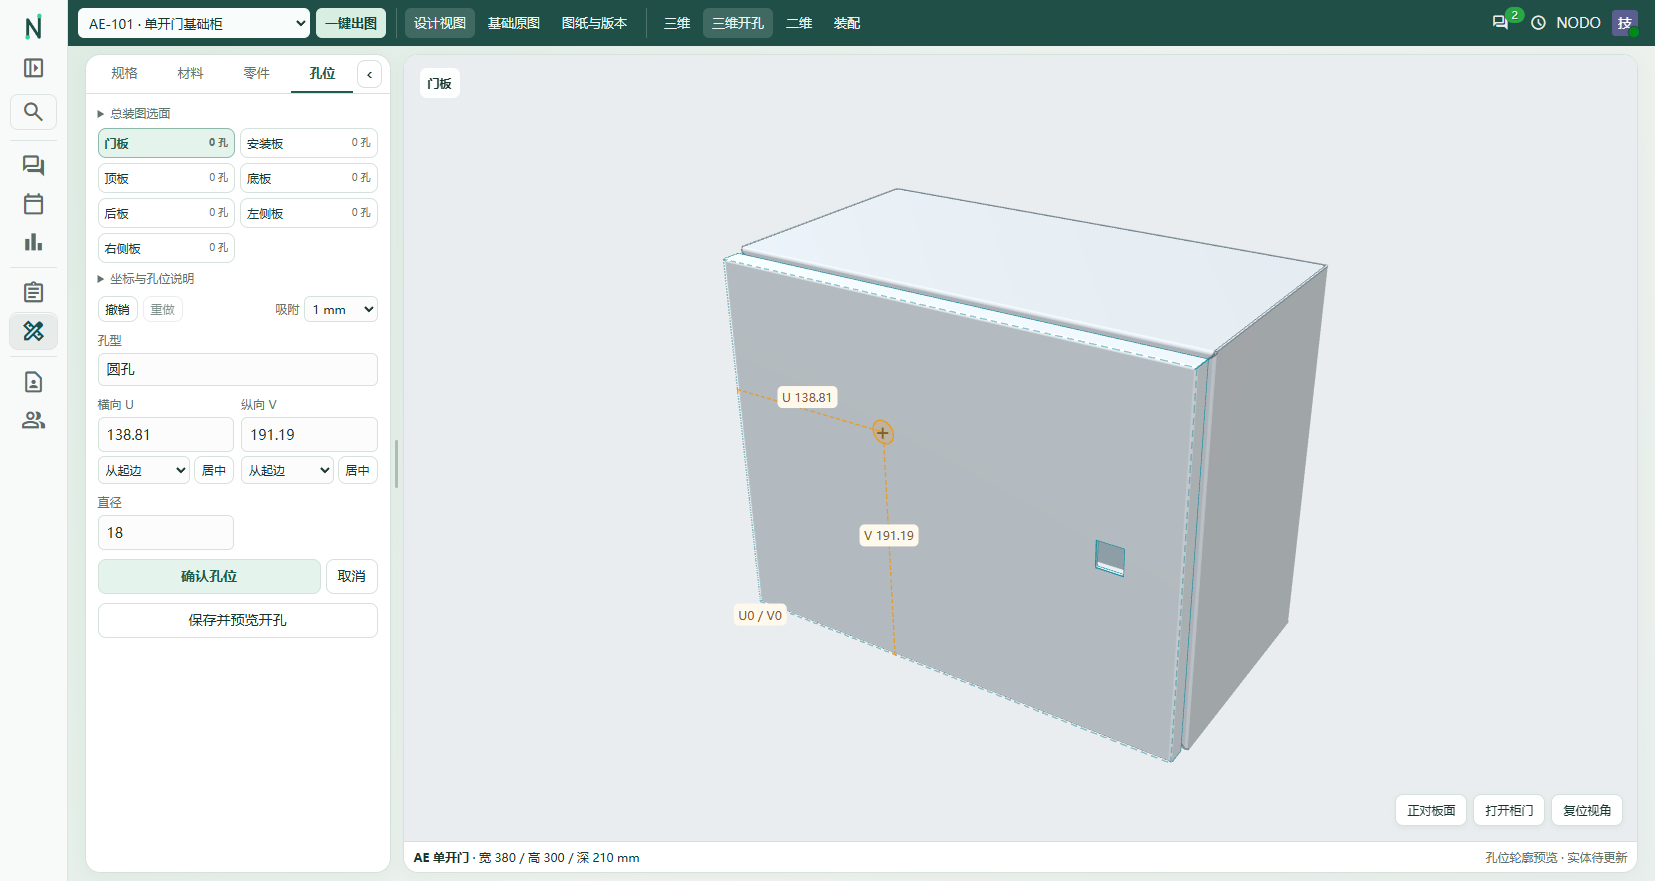 AE-101 · 单开门基础柜
一键出图
设计视图
基础原图
图纸与版本
三维
三维开孔
二维
装配
2
NODO
技
N
规格
材料
零件
孔位
‹
▶ 总装图选面
门板 0 孔
安装板 0 孔
顶板 0 孔
底板 0 孔
后板 0 孔
左侧板 0 孔
右侧板 0 孔
▶ 坐标与孔位说明
撤销
重做
吸附
1 mm
孔型
圆孔
横向 U
纵向 V
138.81
191.19
从起边
居中
从起边
居中
直径
18
确认孔位
取消
保存并预览开孔
门板
U 138.81
V 191.19
U0 / V0
正对板面
打开柜门
复位视角
AE 单开门 · 宽 380 / 高 300 / 深 210 mm
孔位轮廓预览 · 实体待更新